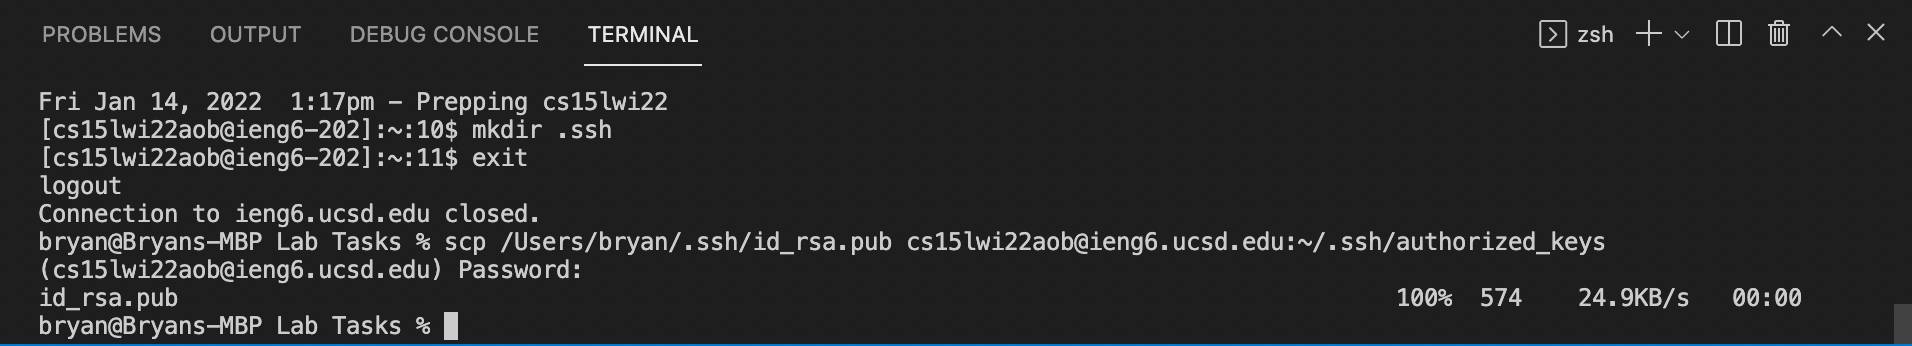 PROBLEMS OUTPUT DEBUG CONSOLE TERMINAL zsh
Fri Jan 14, 2022  1:17pm - Prepping cs15lwi22
[cs15lwi22aob@ieng6-202]:~:10$ mkdir .ssh
[cs15lwi22aob@ieng6-202]:~:11$ exit
logout
Connection to ieng6.ucsd.edu closed.
bryan@Bryans-MBP Lab Tasks % scp /Users/bryan/.ssh/id_rsa.pub cs15lwi22aob@ieng6.ucsd.edu:~/.ssh/authorized_keys
(cs15lwi22aob@ieng6.ucsd.edu) Password:
id_rsa.pub 100% 574 24.9KB/s 00:00
bryan@Bryans-MBP Lab Tasks %